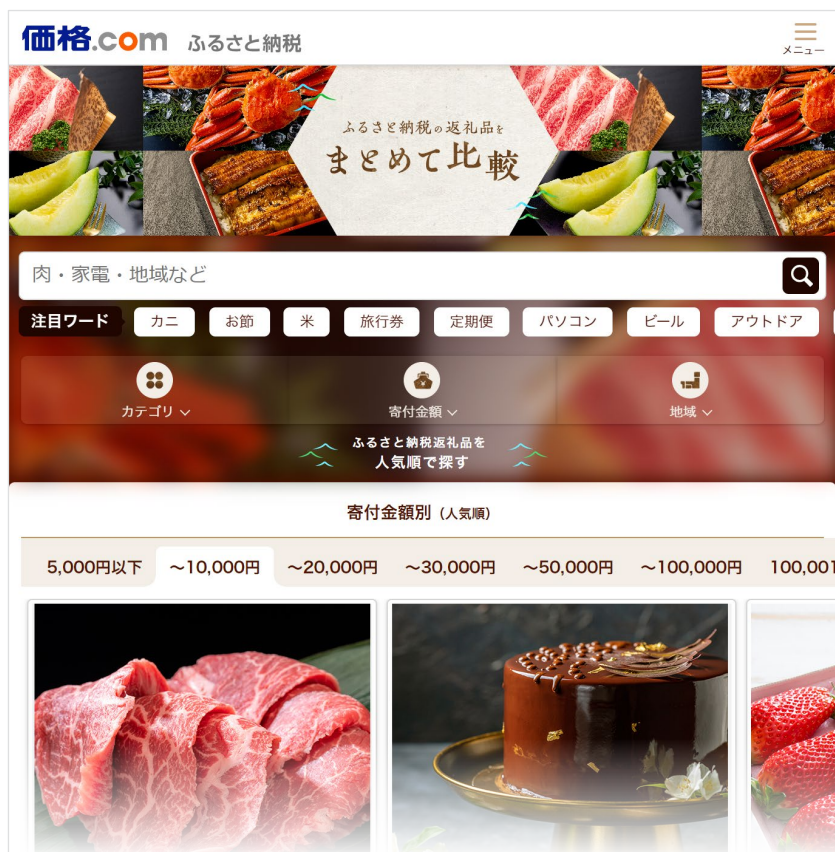 価格.com ふるさと納税
メニュー
ふるさと納税の返礼品を
まとめて比較
肉・家電・地域など
注目ワード カニ お節 米 旅行券 定期便 パソコン ビール アウトドア
カテゴリ 寄付金額 地域
ふるさと納税返礼品を
人気順で探す
寄付金額別（人気順）
5,000円以下 ～10,000円 ～20,000円 ～30,000円 ～50,000円 ～100,000円 100,001